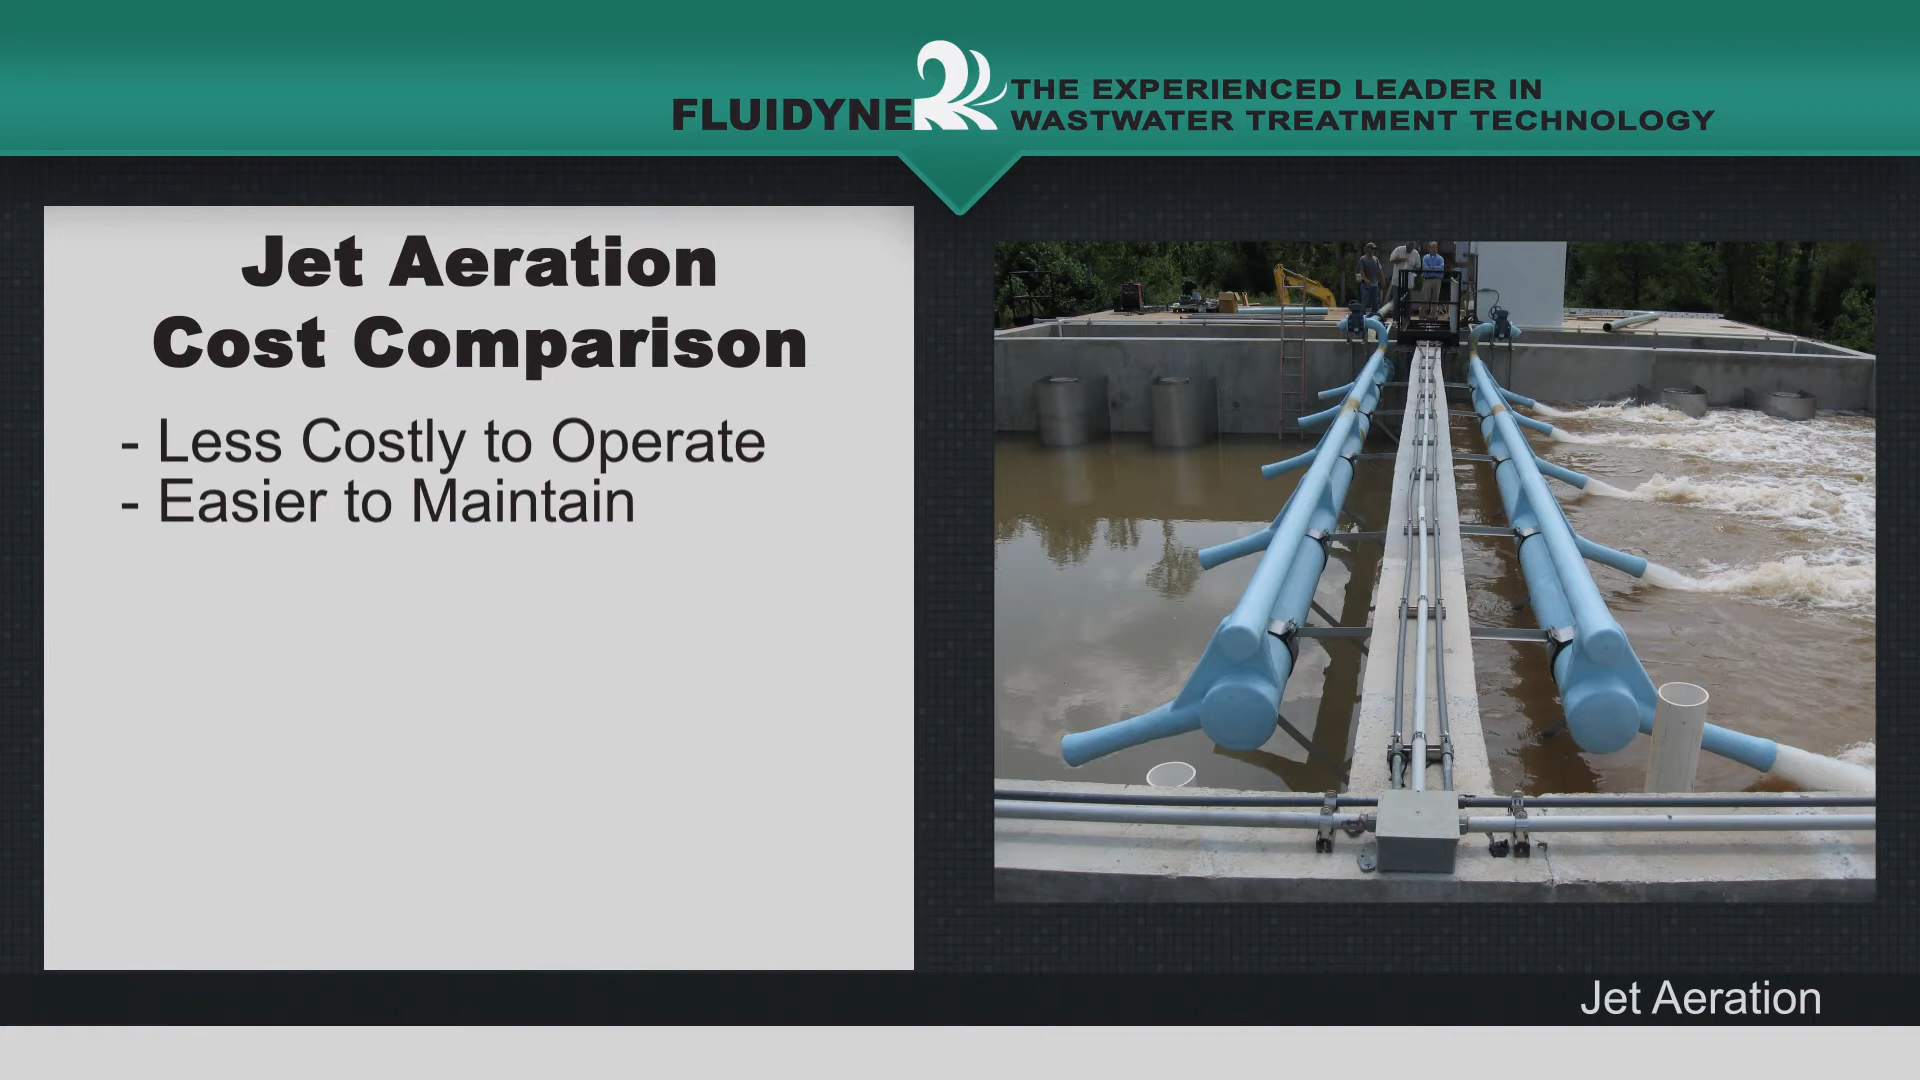 FLUIDYNE
THE EXPERIENCED LEADER IN
WASTWATER TREATMENT TECHNOLOGY
Jet Aeration
Cost Comparison
- Less Costly to Operate
- Easier to Maintain
Jet Aeration